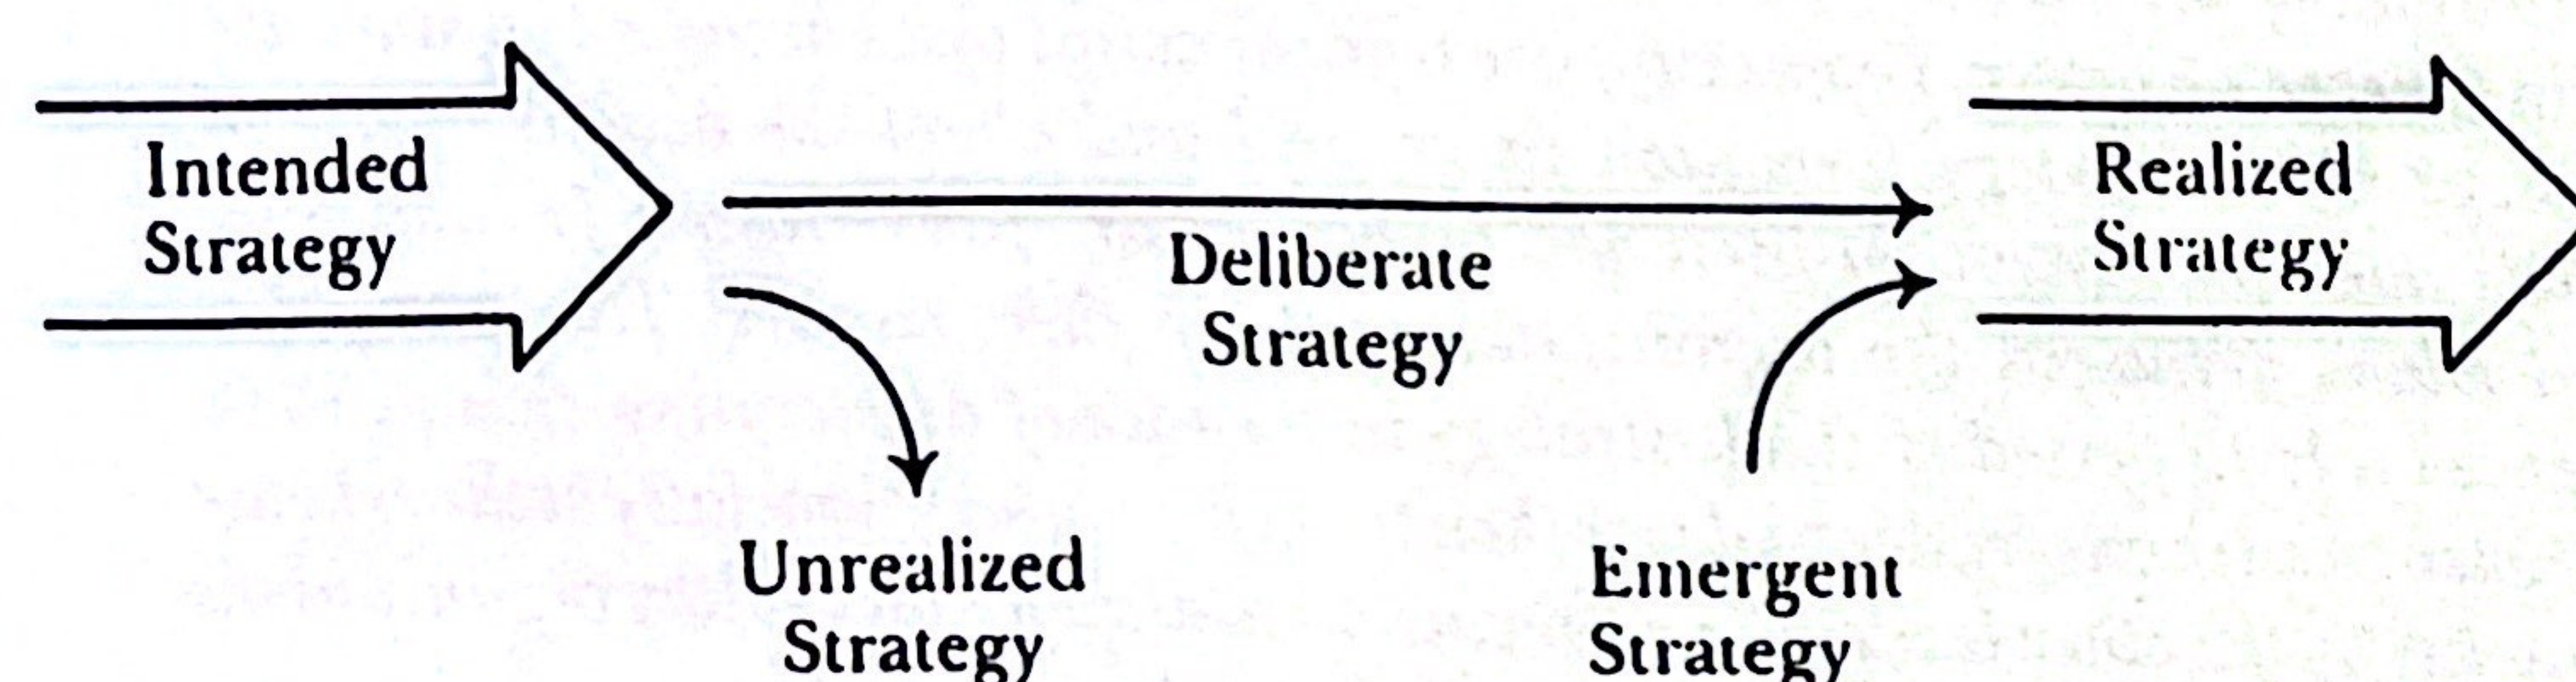 Intended
Strategy
Deliberate
Strategy
Realized
Strategy
Unrealized
Strategy
Emergent
Strategy